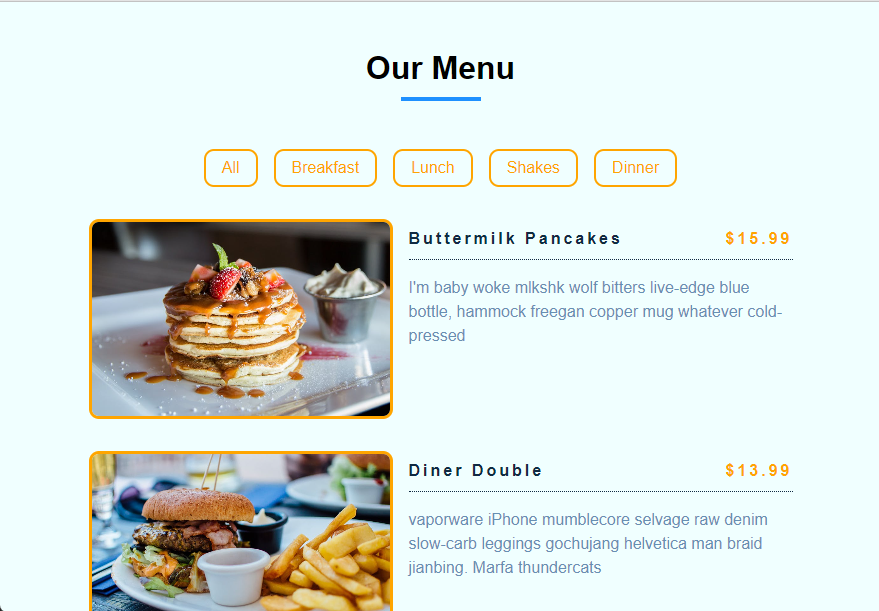 Our Menu
All Breakfast Lunch Shakes Dinner
Buttermilk Pancakes $15.99
I'm baby woke mlkshk wolf bitters live-edge blue
bottle, hammock freegan copper mug whatever cold-
pressed
Diner Double $13.99
vaporware iPhone mumblecore selvage raw denim
slow-carb leggings gochujang helvetica man braid
jianbing. Marfa thundercats